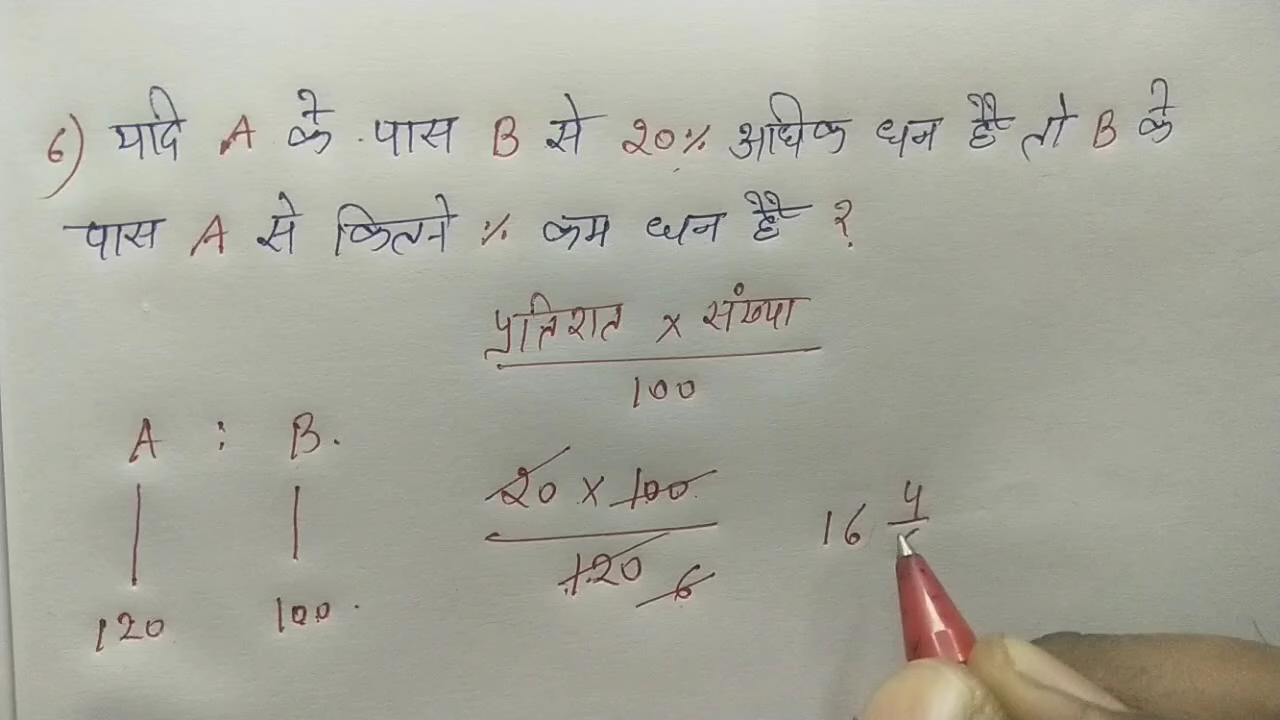 6) यदि A के पास B से 20% अधिक धन है तो B के
पास A से कितने % कम धन है ?
प्रतिशत x संख्या
100
A : B.
20 x 100
120 6
16 4
120 100.